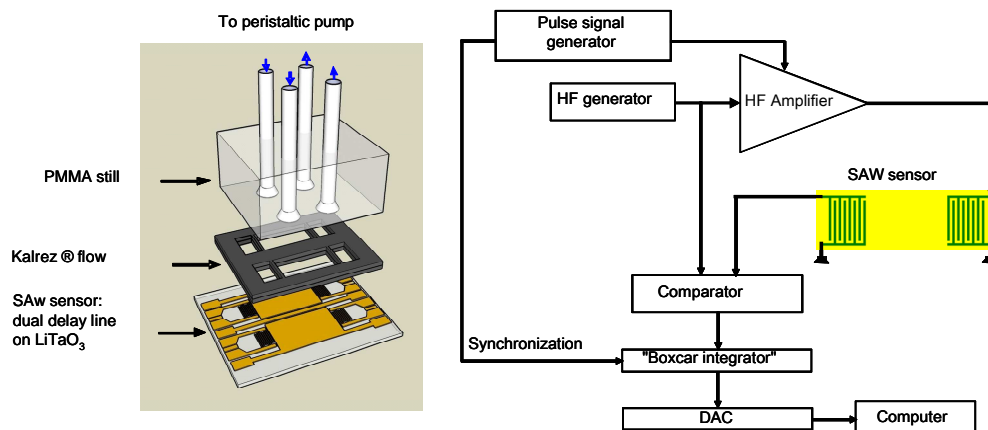 To peristaltic pump
PMMA still
Kalrez ® flow
SAw sensor:
dual delay line
on LiTaO3
Pulse signal
generator
HF generator
HF Amplifier
SAW sensor
Comparator
Synchronization
"Boxcar integrator"
DAC
Computer